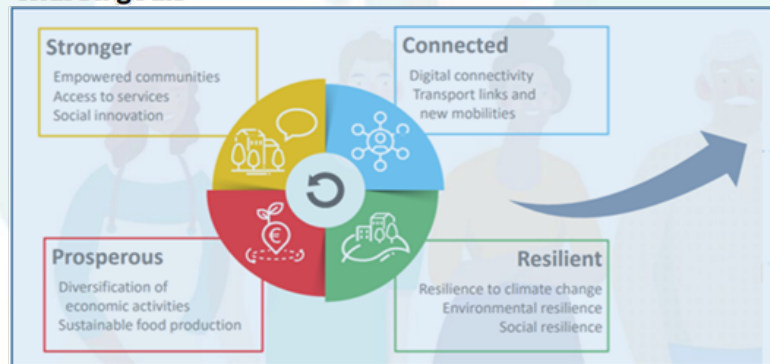 Stronger
Empowered communities
Access to services
Social innovation
Connected
Digital connectivity
Transport links and
new mobilities
€
Prosperous
Diversification of
economic activities
Sustainable food production
Resilient
Resilience to climate change
Environmental resilience
Social resilience